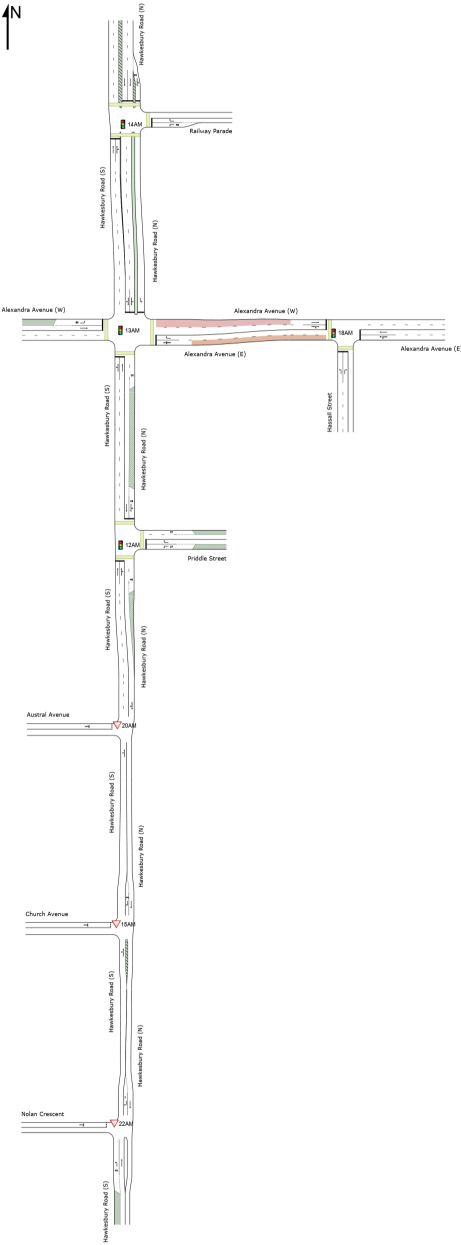 N
Hawkesbury Road (N)
14AM
Railway Parade
Hawkesbury Road (S)
Hawkesbury Road (N)
Alexandra Avenue (W)
Alexandra Avenue (W)
13AM
18AM
Alexandra Avenue (E)
Alexandra Avenue (E
Hawkesbury Road (S)
Hassall Street
Hawkesbury Road (N)
12AM
Priddle Street
Hawkesbury Road (S)
Hawkesbury Road (N)
Austral Avenue
20AM
Hawkesbury Road (S)
Hawkesbury Road (N)
Church Avenue
15AM
Hawkesbury Road (S)
Hawkesbury Road (N)
Nolan Crescent
22AM
Hawkesbury Road (S)